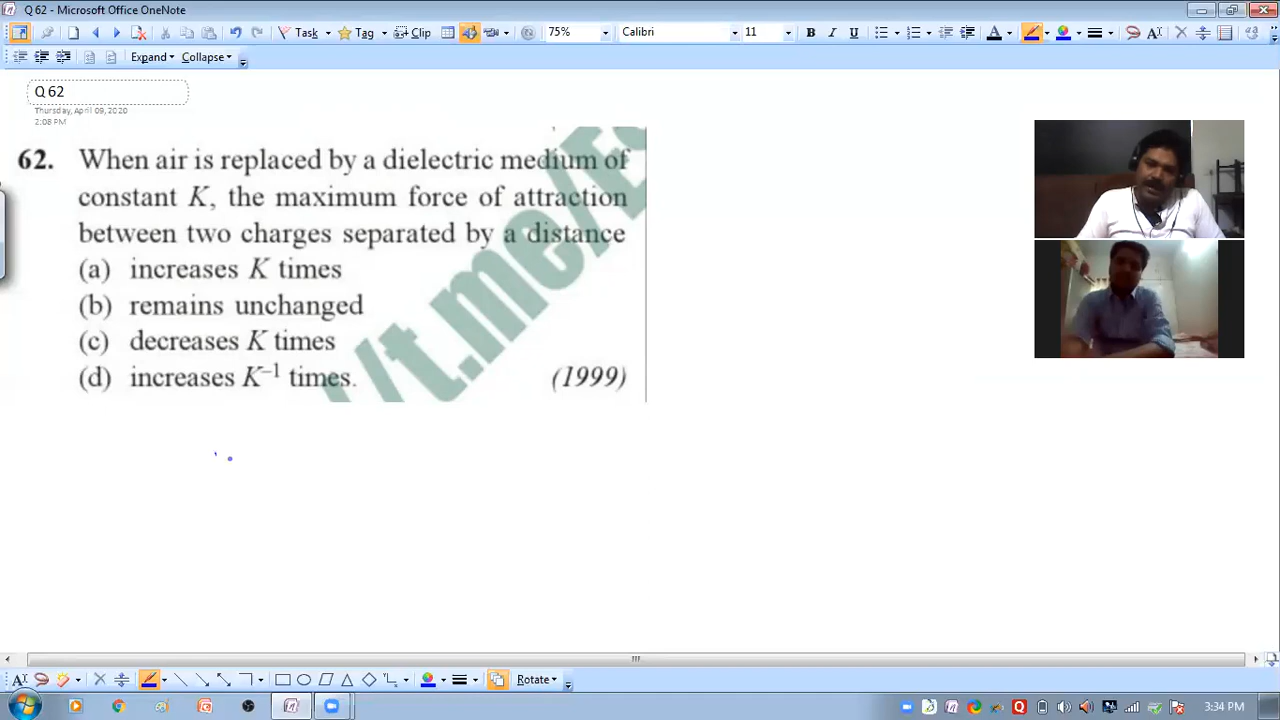 Q 62 - Microsoft Office OneNote
Task Tag Clip 75% Calibri 11 B I U A
Expand Collapse
Q 62
Thursday, April 09, 2020
2:08 PM
62. When air is replaced by a dielectric medium of
constant K, the maximum force of attraction
between two charges separated by a distance
(a) increases K times
(b) remains unchanged
(c) decreases K times
(d) increases K⁻¹ times. (1999)
/t.me/Es
Rotate
3:34 PM